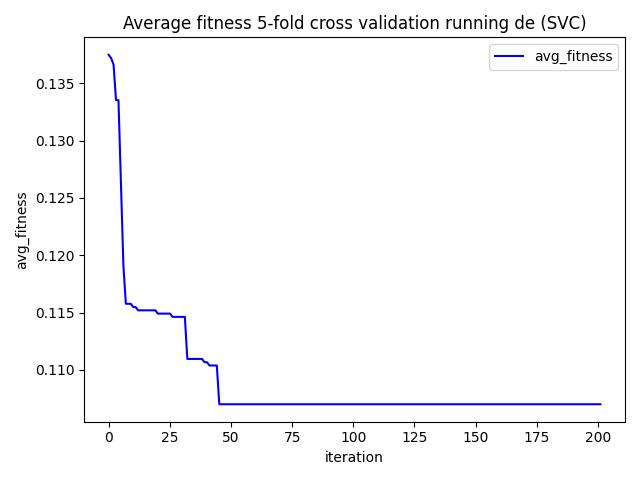 Average fitness 5-fold cross validation running de (SVC)
avg_fitness
0.135
0.130
0.125
0.120
0.115
0.110
avg_fitness
0 25 50 75 100 125 150 175 200
iteration